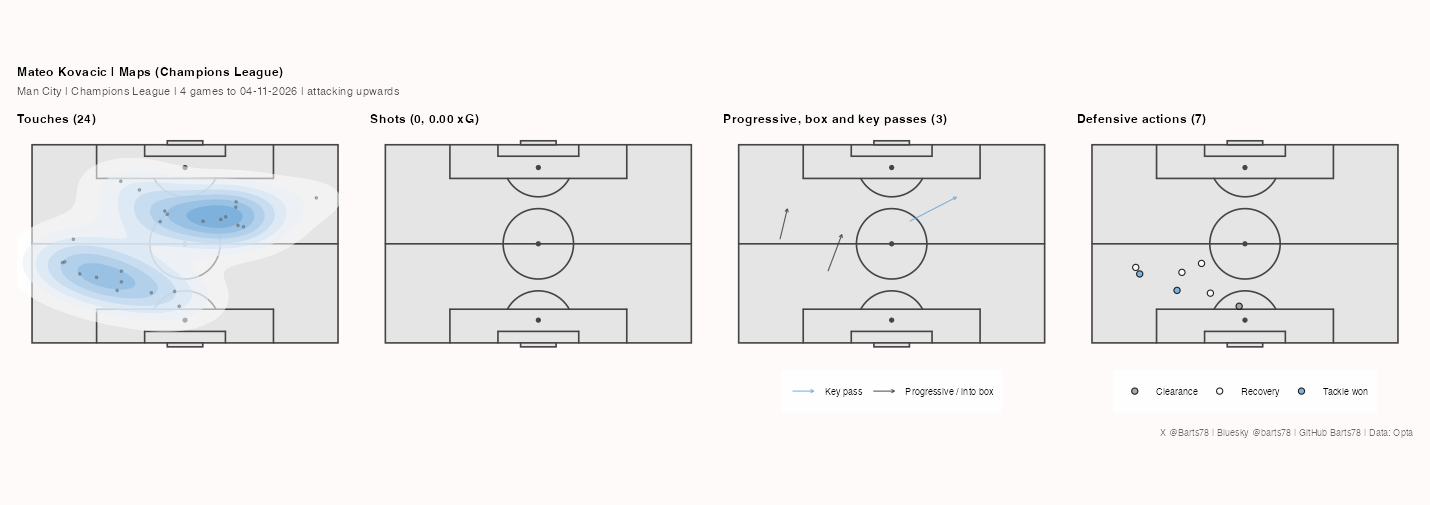 Mateo Kovacic | Maps (Champions League)
Man City | Champions League | 4 games to 04-11-2026 | attacking upwards
Touches (24)
Shots (0, 0.00 xG)
Progressive, box and key passes (3)
Defensive actions (7)
Key pass
Progressive / into box
Clearance
Recovery
Tackle won
X @Barts78 | Bluesky @barts78 | GitHub Barts78 | Data: Opta